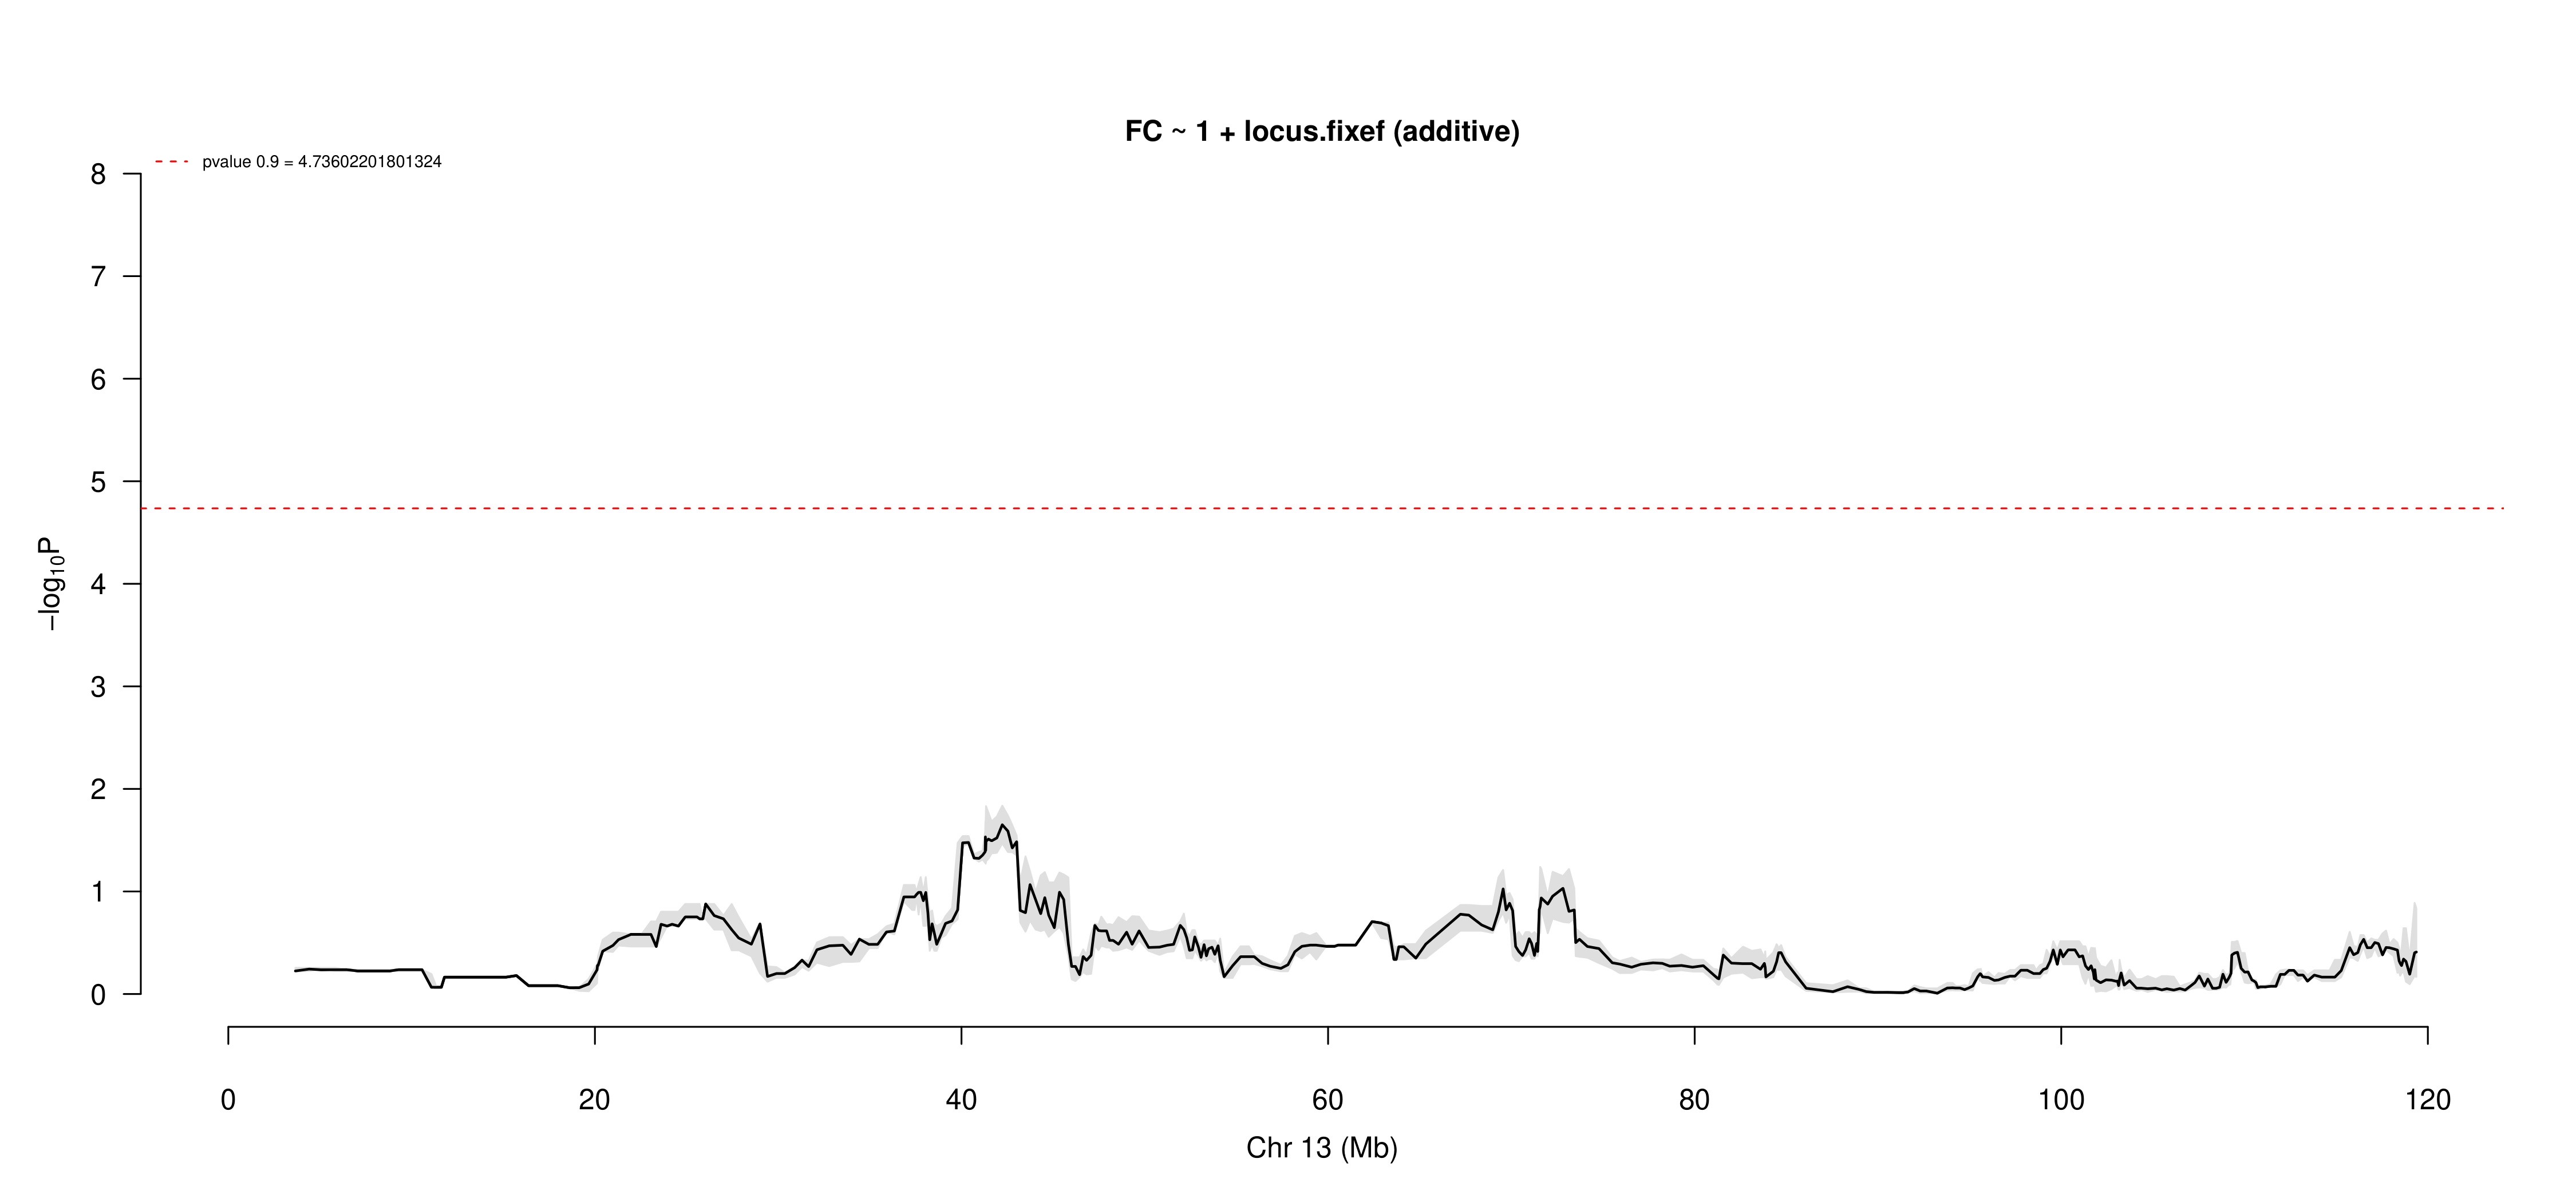 FC ~ 1 + locus.fixef (additive)
pvalue 0.9 = 4.73602201801324
8
7
6
5
4
3
2
1
0
−log10P
0 20 40 60 80 100 120
Chr 13 (Mb)